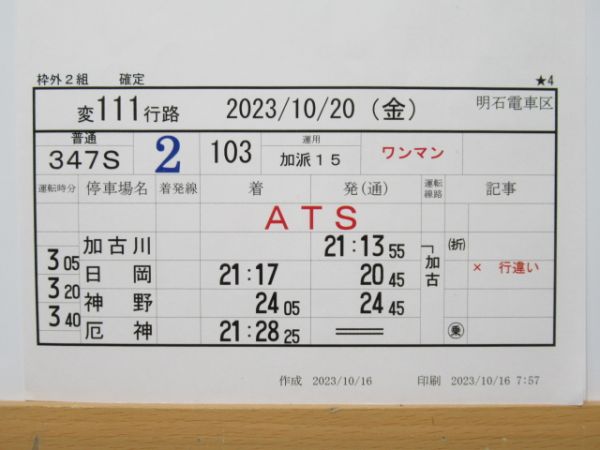 枠外２組 確定 ★4
変111行路 2023/10/20（金） 明石電車区
普通 運用
347S 2 103 加派１５ ワンマン
運転時分 停車場名 着発線 着 発(通) 運転線路 記事
ATS
加古川 21:13 55 「加古 ㊔
3 05
日岡 21:17 20 45 × 行違い
3 20
神野 24 05 24 45
3 40
厄神 21:28 25 ═══ ㊌
作成 2023/10/16 印刷 2023/10/16 7:57